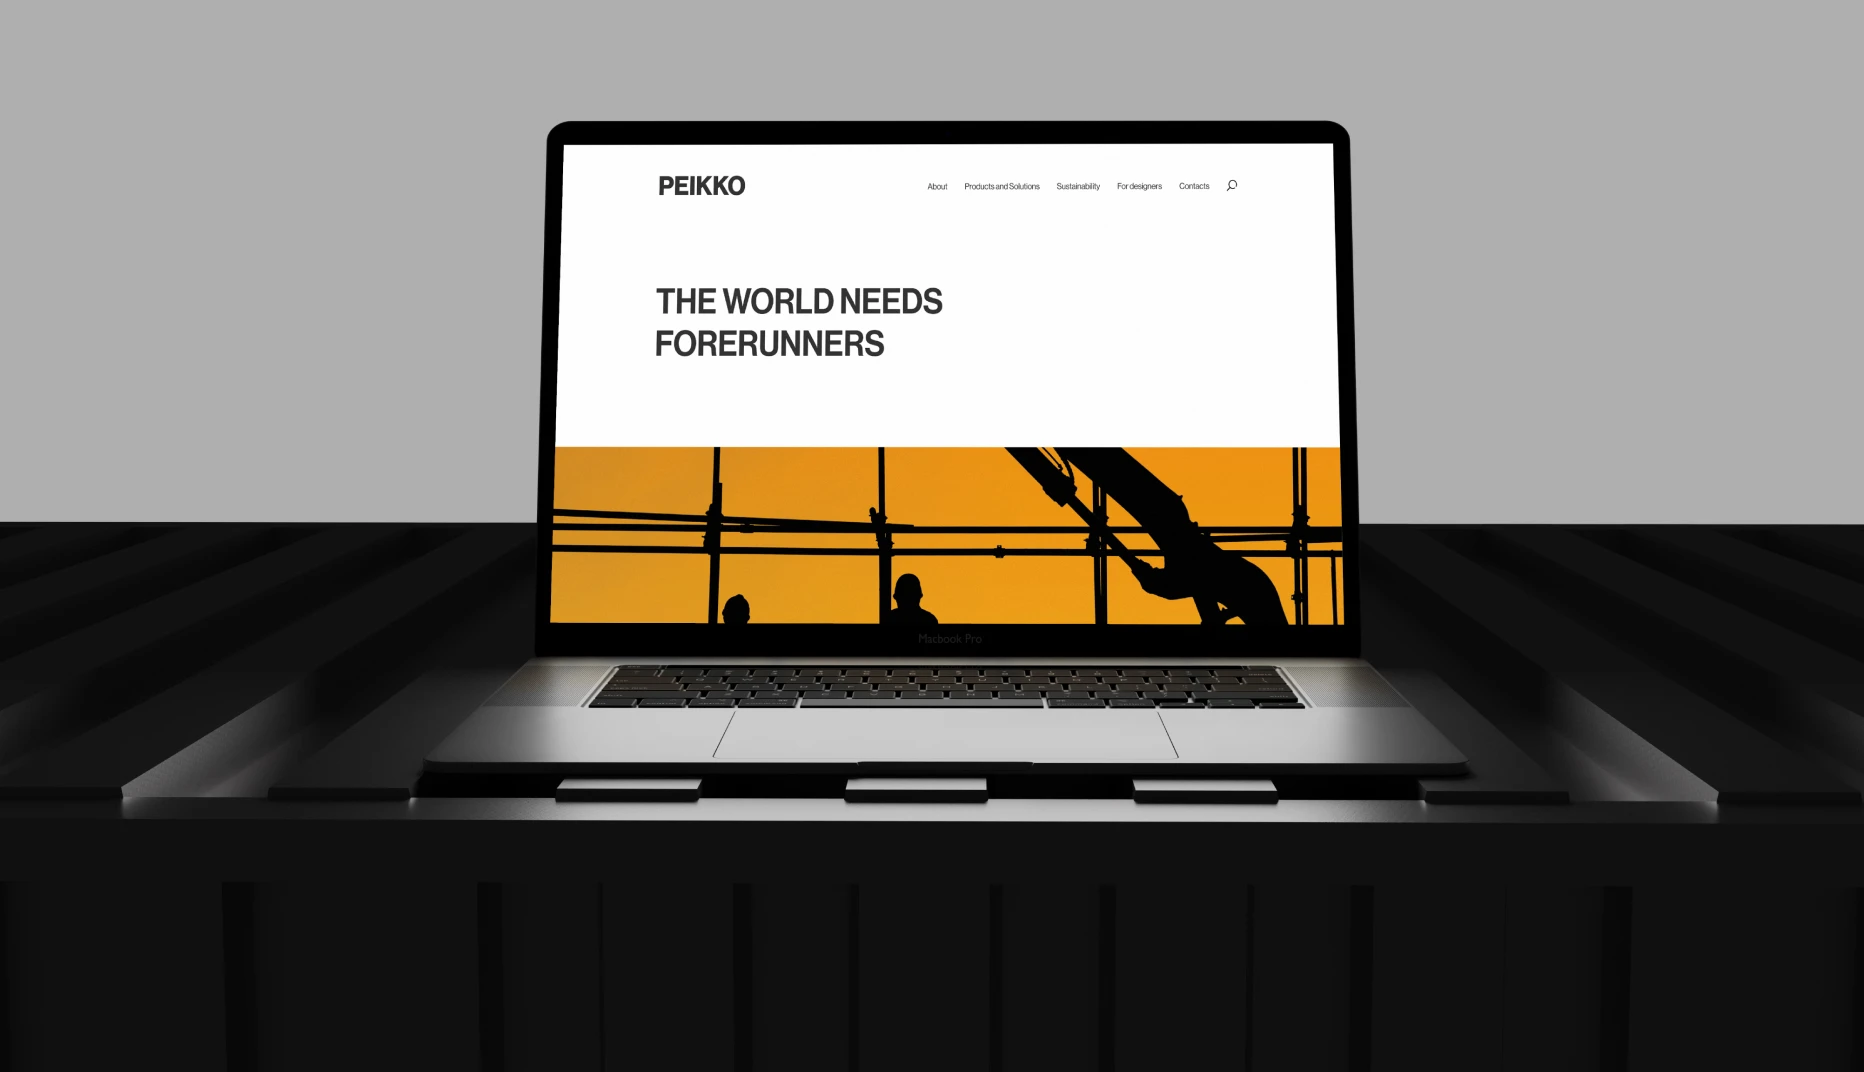 PEIKKO
About Products and Solutions Sustainability For designers Contacts
THE WORLD NEEDS
FORERUNNERS
Macbook Pro